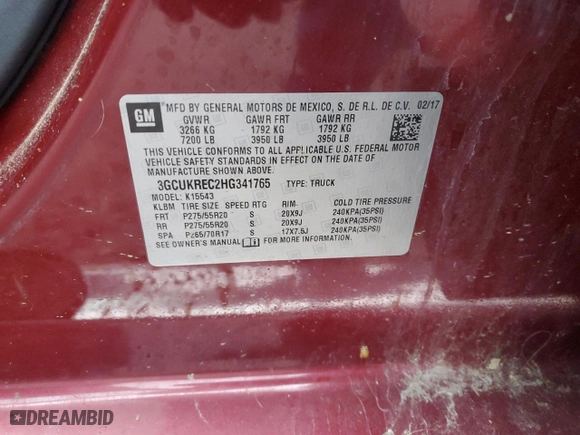 GM MFD BY GENERAL MOTORS DE MEXICO, S. DE R.L. DE C.V. 02/17
GVWR GAWR FRT GAWR RR
3266 KG 1792 KG 1792 KG
7200 LB 3950 LB 3950 LB
THIS VEHICLE CONFORMS TO ALL APPLICABLE U.S. FEDERAL MOTOR
VEHICLE SAFETY STANDARDS IN EFFECT ON THE DATE OF
MANUFACTURE SHOWN ABOVE.
3GCUKREC2HG341765 TYPE: TRUCK
MODEL: K15543
KLBM TIRE SIZE SPEED RTG RIM COLD TIRE PRESSURE
FRT P275/55R20 S 20X9J 240KPA(35PSI)
RR P275/55R20 S 20X9J 240KPA(35PSI)
SPA P265/70R17 S 17X7.5J 240KPA(35PSI)
SEE OWNER'S MANUAL FOR MORE INFORMATION
DREAMBID